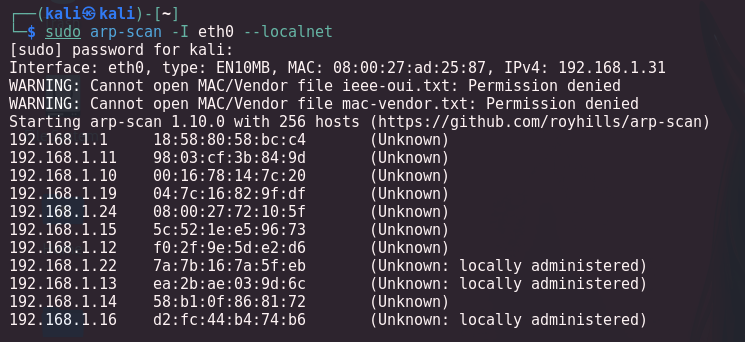 ┌──(kali㉿kali)-[~]
└─$ sudo arp-scan -I eth0 --localnet
[sudo] password for kali:
Interface: eth0, type: EN10MB, MAC: 08:00:27:ad:25:87, IPv4: 192.168.1.31
WARNING: Cannot open MAC/Vendor file ieee-oui.txt: Permission denied
WARNING: Cannot open MAC/Vendor file mac-vendor.txt: Permission denied
Starting arp-scan 1.10.0 with 256 hosts (https://github.com/royhills/arp-scan)
192.168.1.1     18:58:80:58:bc:c4       (Unknown)
192.168.1.11    98:03:cf:3b:84:9d       (Unknown)
192.168.1.10    00:16:78:14:7c:20       (Unknown)
192.168.1.19    04:7c:16:82:9f:df       (Unknown)
192.168.1.24    08:00:27:72:10:5f       (Unknown)
192.168.1.15    5c:52:1e:e5:96:73       (Unknown)
192.168.1.12    f0:2f:9e:5d:e2:d6       (Unknown)
192.168.1.22    7a:7b:16:7a:5f:eb       (Unknown: locally administered)
192.168.1.13    ea:2b:ae:03:9d:6c       (Unknown: locally administered)
192.168.1.14    58:b1:0f:86:81:72       (Unknown)
192.168.1.16    d2:fc:44:b4:74:b6       (Unknown: locally administered)